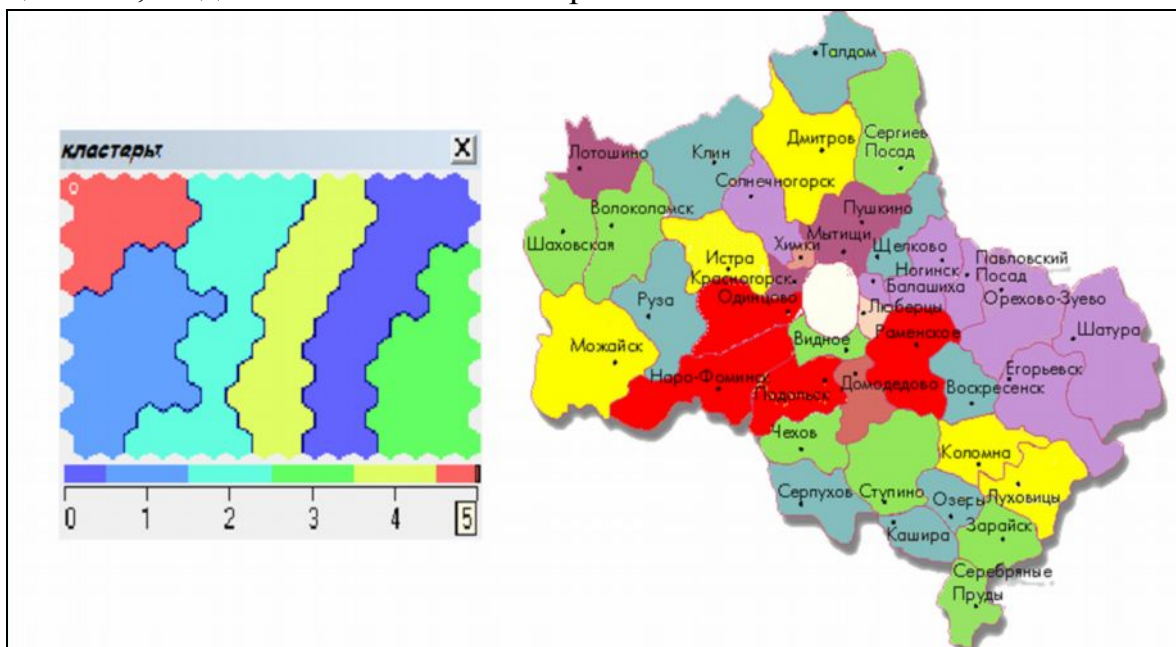 кластеры
X
0 1 2 3 4 5
Талдом
Дмитров
Сергиев
Посад
Лотошино
Клин
Солнечногорск
Волоколамск
Пушкино
Мытищи
Шаховская
Химки
Щелково
Истра
Красногорск
Павловский
Посад
Ногинск
Балашиха
Одинцово
Руза
Орехово-Зуево
Люберцы
Шатура
Раменское
Видное
Можайск
Егорьевск
Наро-Фоминск
Подольск
Домодедово
Воскресенск
Чехов
Коломна
Серпухов
Ступино
Озеры
Луховицы
Зарайск
Кашира
Серебряные
Пруды